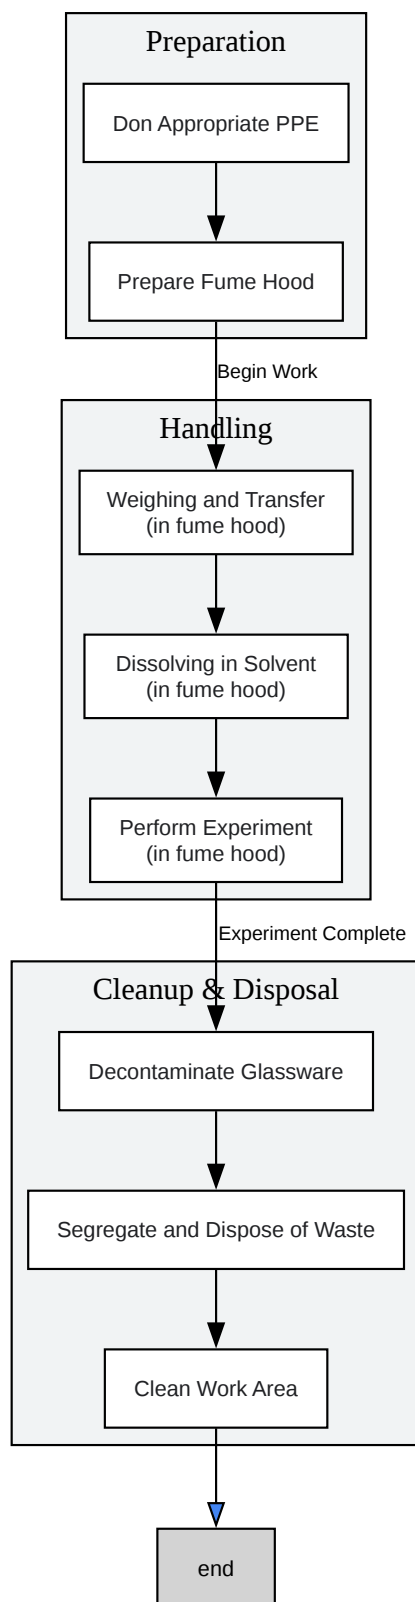 Preparation
Don Appropriate PPE
Prepare Fume Hood
Begin Work
Handling
Weighing and Transfer
(in fume hood)
Dissolving in Solvent
(in fume hood)
Perform Experiment
(in fume hood)
Experiment Complete
Cleanup & Disposal
Decontaminate Glassware
Segregate and Dispose of Waste
Clean Work Area
end